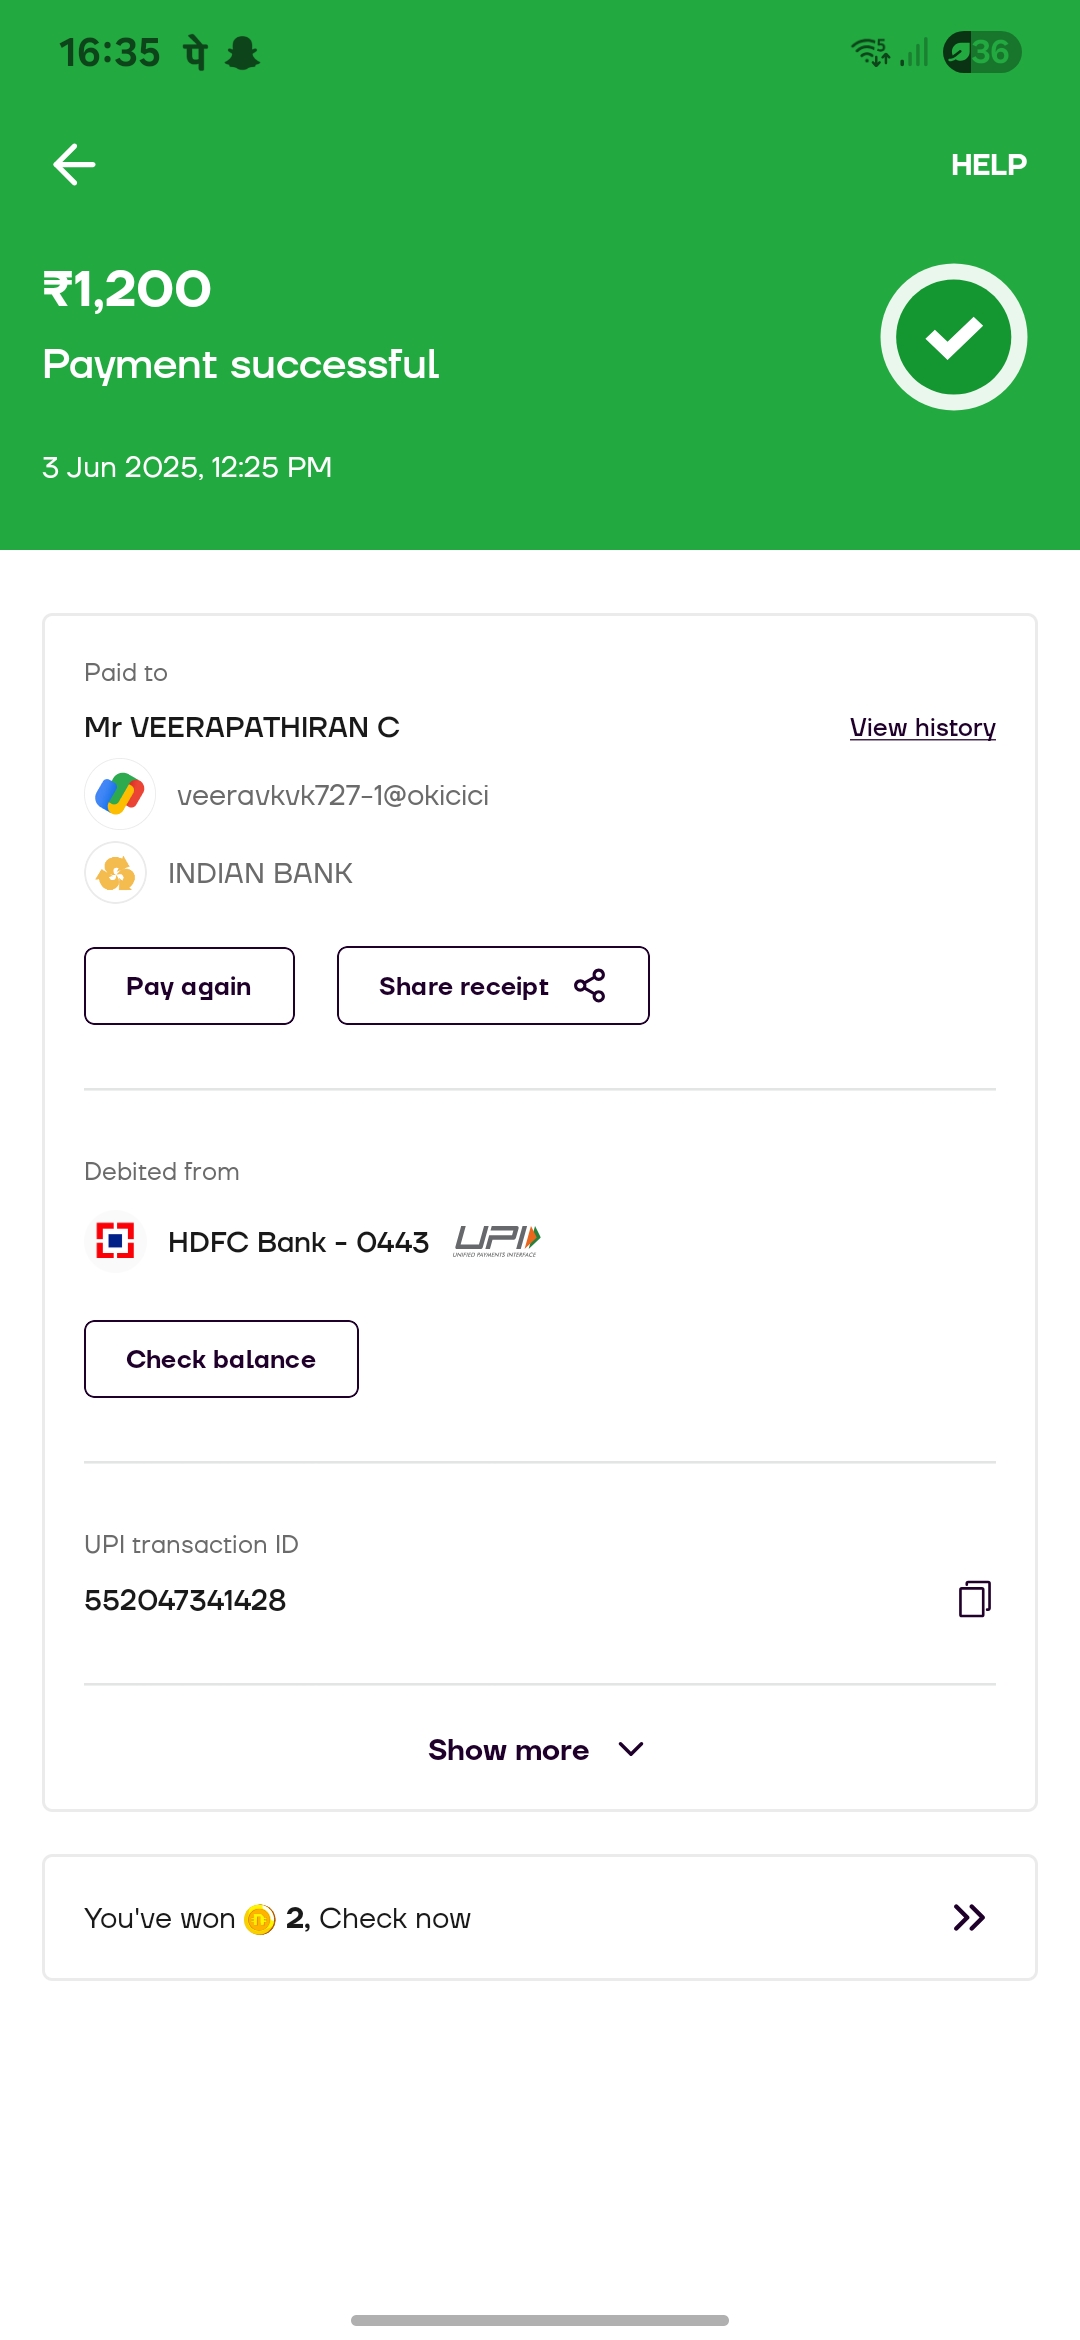 16:35 पे 5 36
HELP
₹1,200
Payment successful
3 Jun 2025, 12:25 PM
Paid to
Mr VEERAPATHIRAN C View history
veeravkvk727-1@okicici
INDIAN BANK
Pay again Share receipt
Debited from
HDFC Bank - 0443 UPI
UNIFIED PAYMENTS INTERFACE
Check balance
UPI transaction ID
552047341428
Show more
You've won 2, Check now